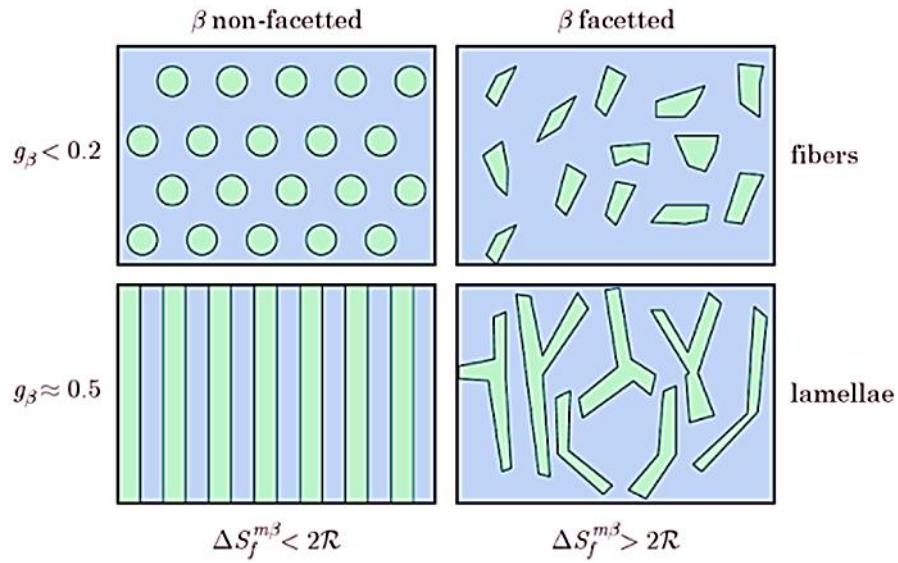 β non-facetted
β facetted
g_β < 0.2
fibers
g_β ≈ 0.5
lamellae
ΔS_f^{mβ} < 2ℛ
ΔS_f^{mβ} > 2ℛ